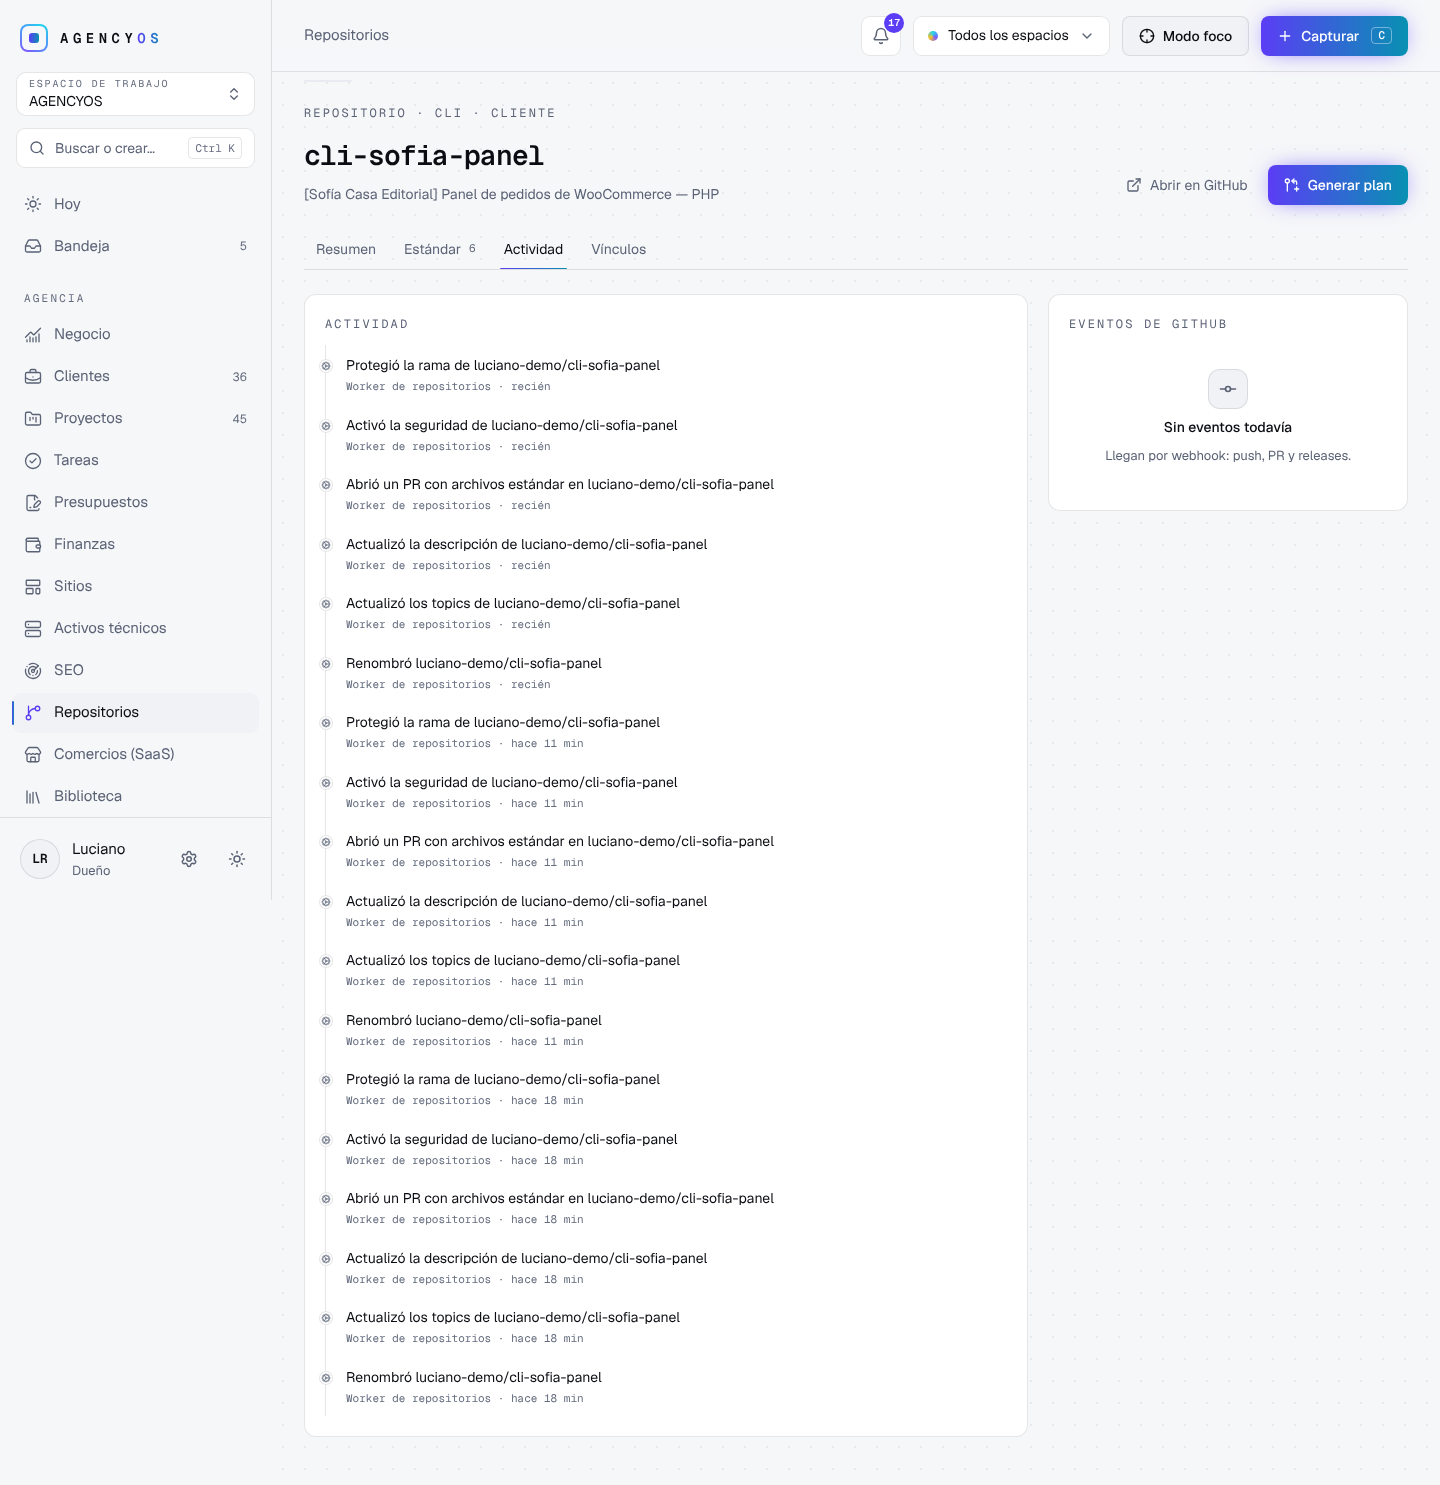 AGENCYOS
ESPACIO DE TRABAJO
AGENCYOS
Buscar o crear... Ctrl K
Hoy
Bandeja 5
AGENCIA
Negocio
Clientes 36
Proyectos 45
Tareas
Presupuestos
Finanzas
Sitios
Activos técnicos
SEO
Repositorios
Comercios (SaaS)
Biblioteca
LR
Luciano
Dueño
Repositorios
17
Todos los espacios
Modo foco
Capturar C
REPOSITORIO · CLI · CLIENTE
cli-sofia-panel
[Sofía Casa Editorial] Panel de pedidos de WooCommerce — PHP
Abrir en GitHub
Generar plan
Resumen Estándar 6 Actividad Vínculos
ACTIVIDAD
Protegió la rama de luciano-demo/cli-sofia-panel
Worker de repositorios · recién
Activó la seguridad de luciano-demo/cli-sofia-panel
Worker de repositorios · recién
Abrió un PR con archivos estándar en luciano-demo/cli-sofia-panel
Worker de repositorios · recién
Actualizó la descripción de luciano-demo/cli-sofia-panel
Worker de repositorios · recién
Actualizó los topics de luciano-demo/cli-sofia-panel
Worker de repositorios · recién
Renombró luciano-demo/cli-sofia-panel
Worker de repositorios · recién
Protegió la rama de luciano-demo/cli-sofia-panel
Worker de repositorios · hace 11 min
Activó la seguridad de luciano-demo/cli-sofia-panel
Worker de repositorios · hace 11 min
Abrió un PR con archivos estándar en luciano-demo/cli-sofia-panel
Worker de repositorios · hace 11 min
Actualizó la descripción de luciano-demo/cli-sofia-panel
Worker de repositorios · hace 11 min
Actualizó los topics de luciano-demo/cli-sofia-panel
Worker de repositorios · hace 11 min
Renombró luciano-demo/cli-sofia-panel
Worker de repositorios · hace 11 min
Protegió la rama de luciano-demo/cli-sofia-panel
Worker de repositorios · hace 18 min
Activó la seguridad de luciano-demo/cli-sofia-panel
Worker de repositorios · hace 18 min
Abrió un PR con archivos estándar en luciano-demo/cli-sofia-panel
Worker de repositorios · hace 18 min
Actualizó la descripción de luciano-demo/cli-sofia-panel
Worker de repositorios · hace 18 min
Actualizó los topics de luciano-demo/cli-sofia-panel
Worker de repositorios · hace 18 min
Renombró luciano-demo/cli-sofia-panel
Worker de repositorios · hace 18 min
EVENTOS DE GITHUB
Sin eventos todavía
Llegan por webhook: push, PR y releases.